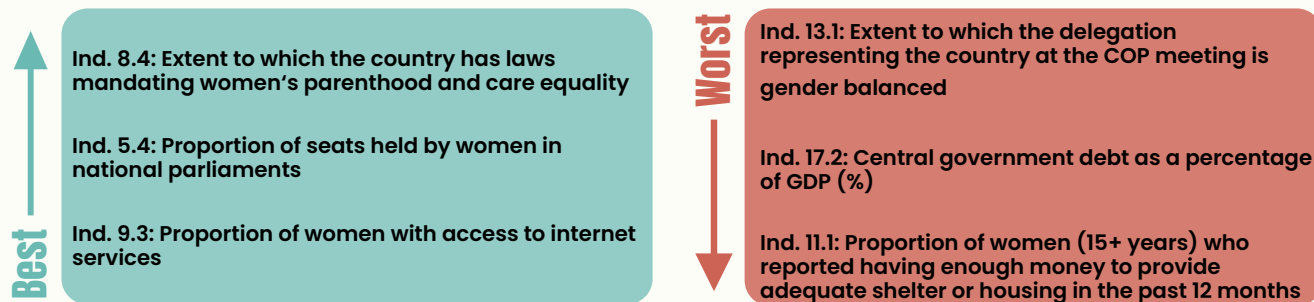 Best
Ind. 8.4: Extent to which the country has laws
mandating women‘s parenthood and care equality
Ind. 5.4: Proportion of seats held by women in
national parliaments
Ind. 9.3: Proportion of women with access to internet
services
Worst
Ind. 13.1: Extent to which the delegation
representing the country at the COP meeting is
gender balanced
Ind. 17.2: Central government debt as a percentage
of GDP (%)
Ind. 11.1: Proportion of women (15+ years) who
reported having enough money to provide
adequate shelter or housing in the past 12 months